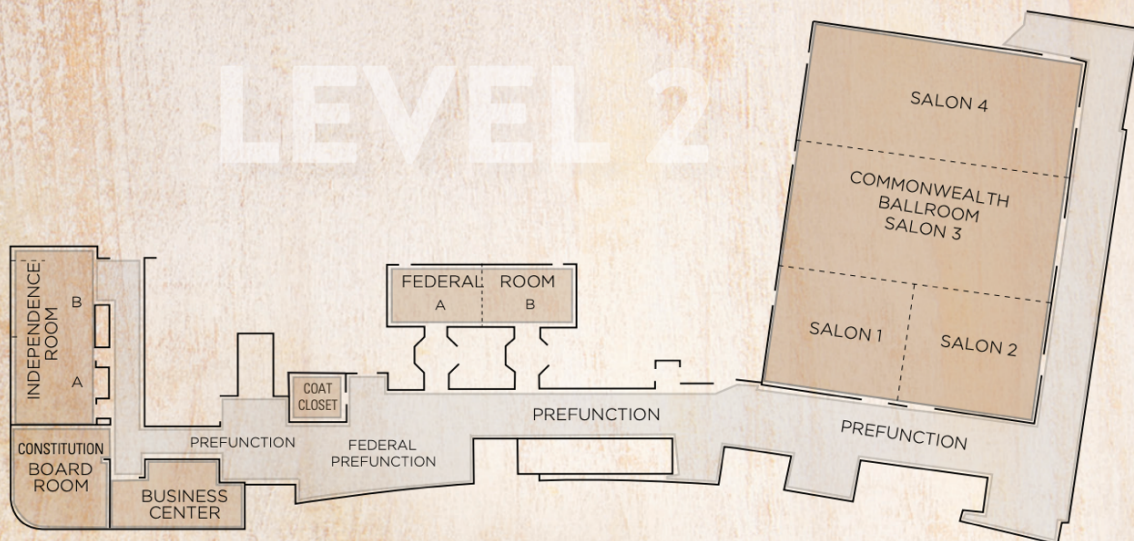 LEVEL 2
SALON 4
COMMONWEALTH
BALLROOM
SALON 3
SALON 1
SALON 2
INDEPENDENCE
ROOM
B
A
FEDERAL ROOM
A B
COAT
CLOSET
PREFUNCTION
FEDERAL
PREFUNCTION
PREFUNCTION
PREFUNCTION
CONSTITUTION
BOARD
ROOM
BUSINESS
CENTER